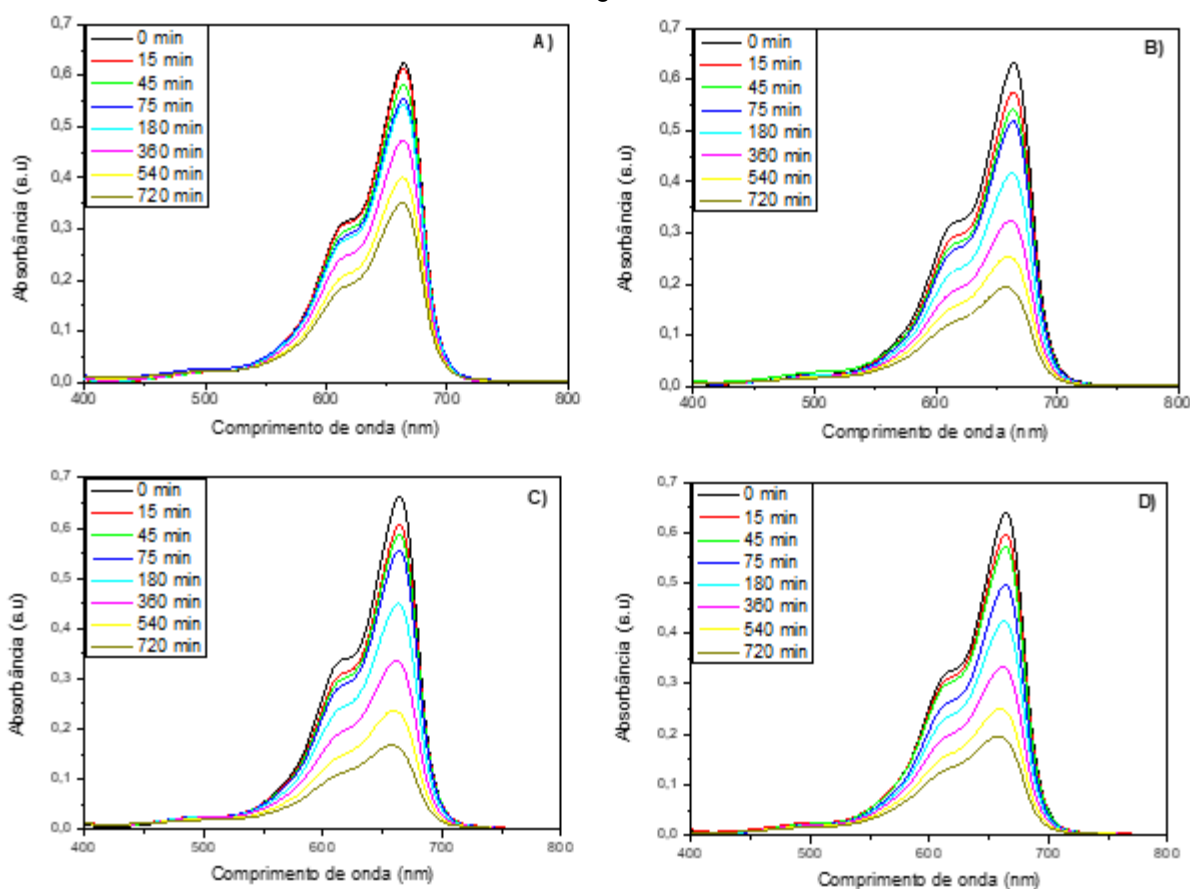 g
0,7
0,6
0,5
0,4
0,3
0,2
0,1
0,0
Absorbância (s.u)
0 min
15 min
45 min
75 min
180 min
360 min
540 min
720 min
A)
400 500 600 700 800
Comprimento de onda (nm)
0,7
0,6
0,5
0,4
0,3
0,2
0,1
0,0
Absorbância (s.u)
0 min
15 min
45 min
75 min
180 min
360 min
540 min
720 min
B)
400 500 600 700 800
Comprimento de onda (nm)
0,7
0,6
0,5
0,4
0,3
0,2
0,1
0,0
Absorbância (s.u)
0 min
15 min
45 min
75 min
180 min
360 min
540 min
720 min
C)
400 500 600 700 800
Comprimento de onda (nm)
0,7
0,6
0,5
0,4
0,3
0,2
0,1
0,0
Absorbância (s.u)
0 min
15 min
45 min
75 min
180 min
360 min
540 min
720 min
D)
400 500 600 700 800
Comprimento de onda (nm)